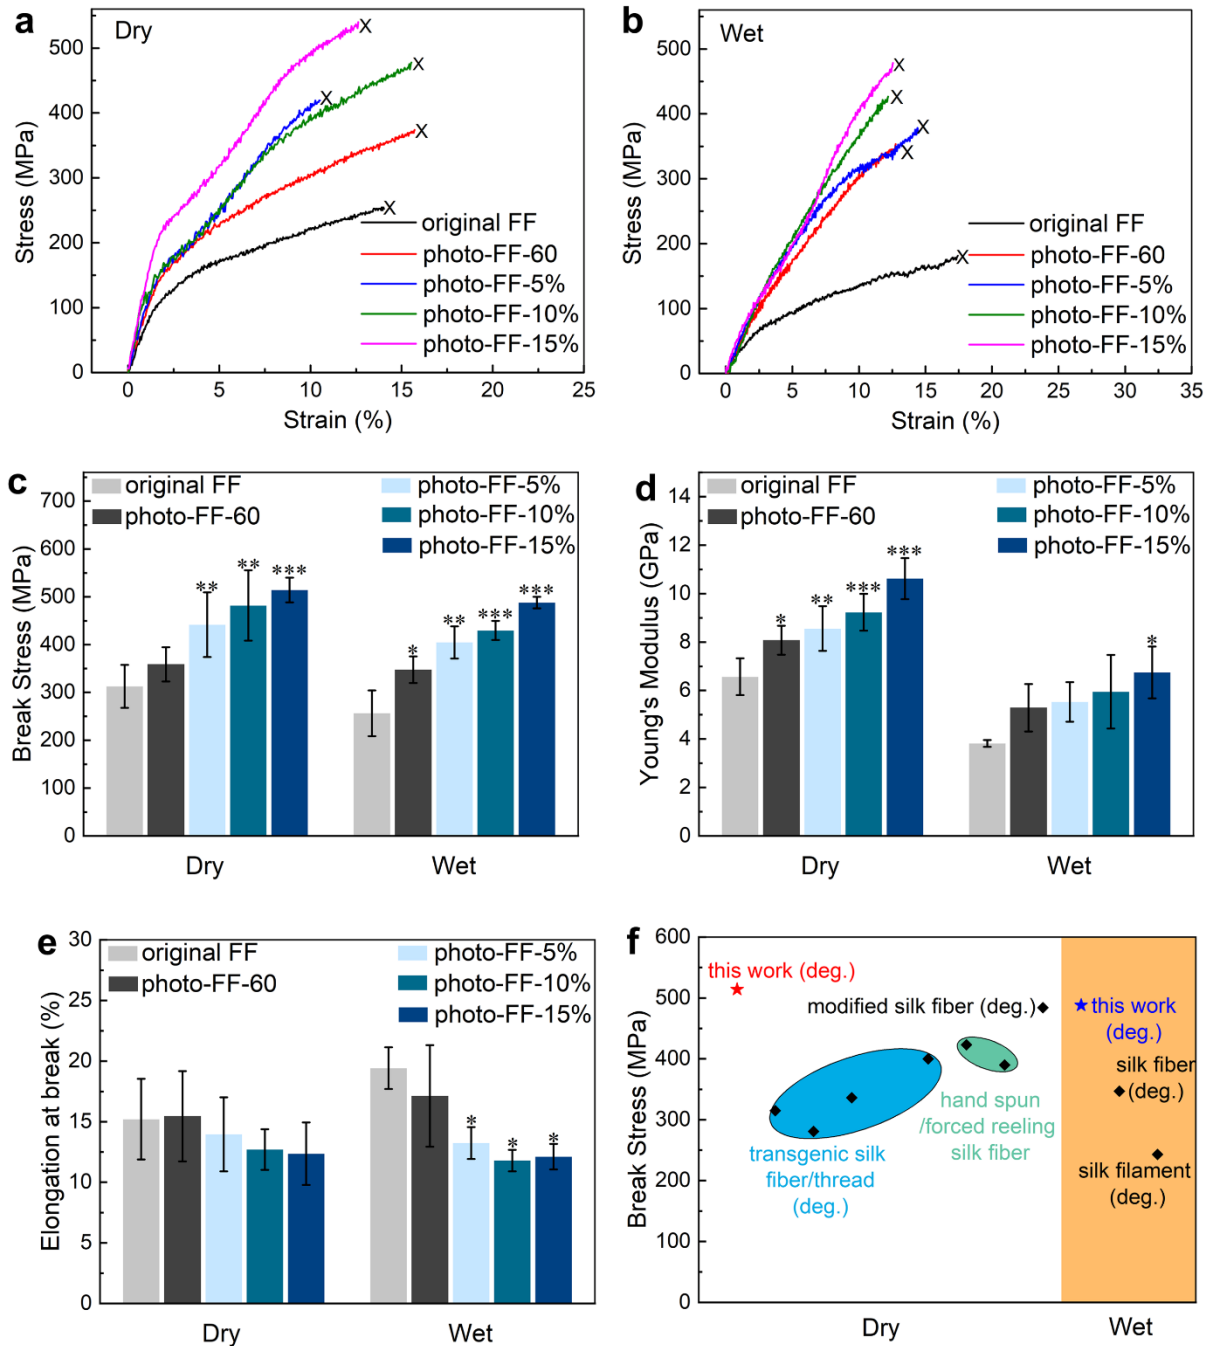 a
Dry
Stress (MPa)
500
400
300
200
100
0
X
X
X
X
X
original FF
photo-FF-60
photo-FF-5%
photo-FF-10%
photo-FF-15%
0
5
10
15
20
25
Strain (%)
b
Wet
Stress (MPa)
500
450
400
350
300
250
200
150
100
50
0
X
X
X
X
X
original FF
photo-FF-60
photo-FF-5%
photo-FF-10%
photo-FF-15%
0
5
10
15
20
25
30
35
Strain (%)
c
Break Stress (MPa)
700
600
500
400
300
200
100
0
original FF
photo-FF-60
photo-FF-5%
photo-FF-10%
photo-FF-15%
**
**
***
*
**
***
***
Dry
Wet
d
Young's Modulus (GPa)
14
12
10
8
6
4
2
0
original FF
photo-FF-60
photo-FF-5%
photo-FF-10%
photo-FF-15%
*
**
***
***
*
Dry
Wet
e
Elongation at break (%)
30
25
20
15
10
5
0
original FF
photo-FF-60
photo-FF-5%
photo-FF-10%
photo-FF-15%
*
*
*
Dry
Wet
f
Break Stress (MPa)
600
500
400
300
200
100
0
this work (deg.)
modified silk fiber (deg.)
this work
(deg.)
silk fiber
(deg.)
hand spun
/forced reeling
silk fiber
transgenic silk
fiber/thread
(deg.)
silk filament
(deg.)
Dry
Wet